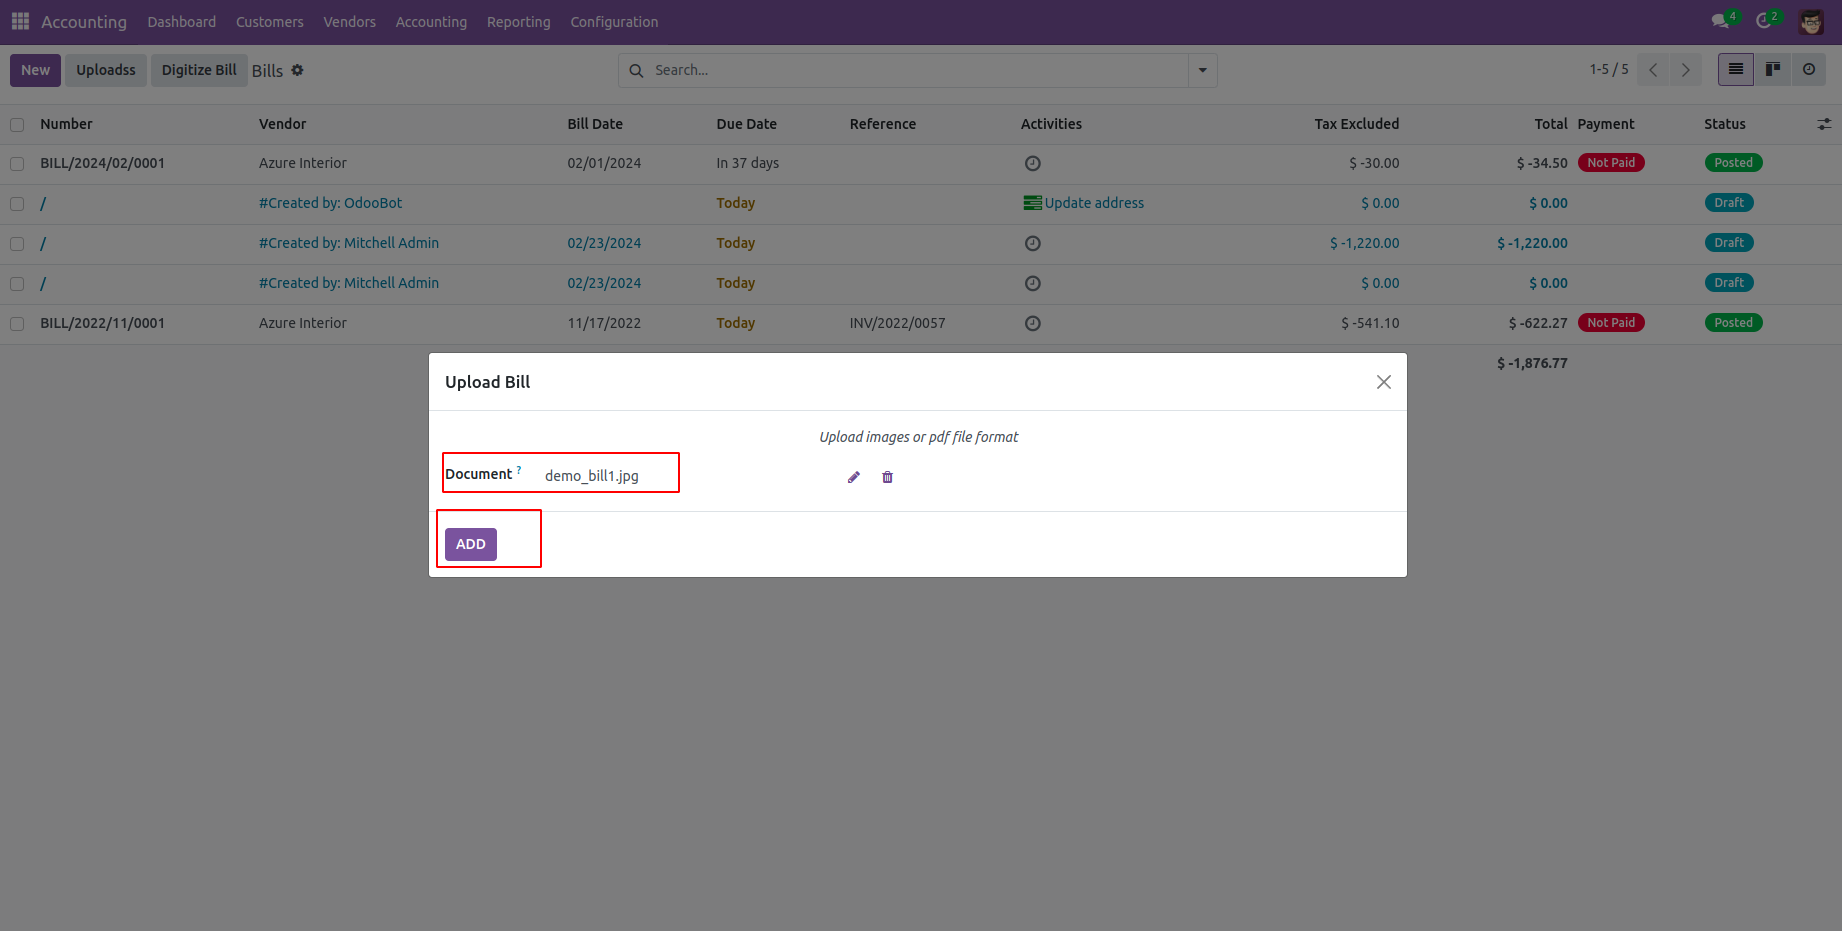 Accounting Dashboard Customers Vendors Accounting Reporting Configuration 4 2
New Uploadss Digitize Bill Bills Search... 1-5 / 5
Number Vendor Bill Date Due Date Reference Activities Tax Excluded Total Payment Status
BILL/2024/02/0001 Azure Interior 02/01/2024 In 37 days $ -30.00 $ -34.50 Not Paid Posted
/ #Created by: OdooBot Today Update address $ 0.00 $ 0.00 Draft
/ #Created by: Mitchell Admin 02/23/2024 Today $ -1,220.00 $ -1,220.00 Draft
/ #Created by: Mitchell Admin 02/23/2024 Today $ 0.00 $ 0.00 Draft
BILL/2022/11/0001 Azure Interior 11/17/2022 Today INV/2022/0057 $ -541.10 $ -622.27 Not Paid Posted
$ -1,876.77
Upload Bill
Upload images or pdf file format
Document ? demo_bill1.jpg
ADD